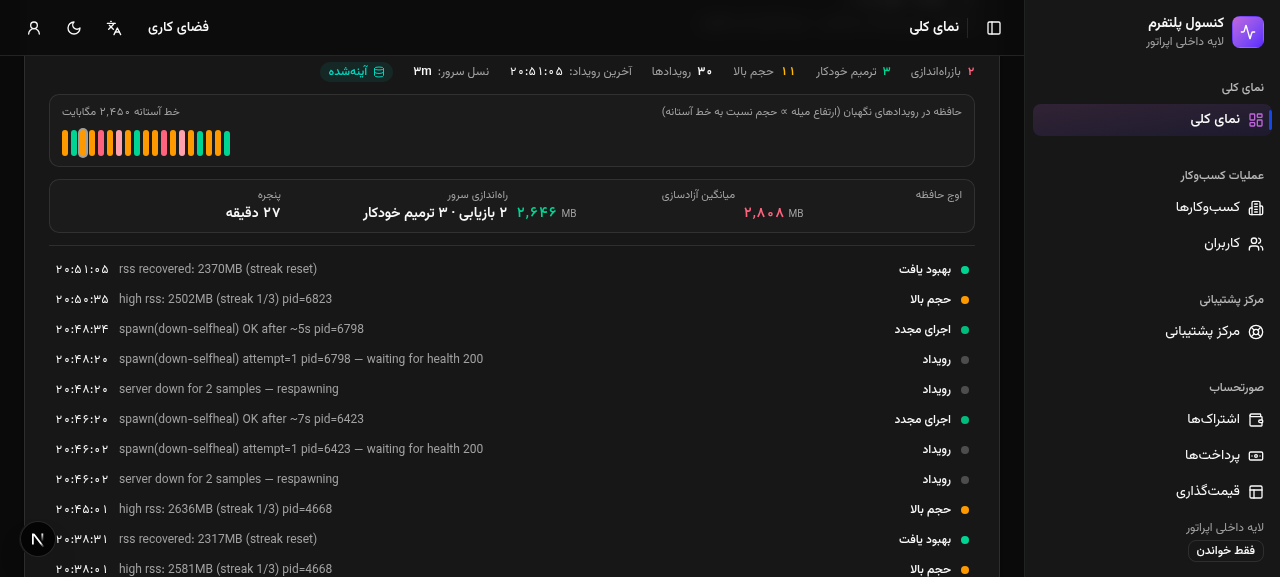 کنسول پلتفرم
لایه داخلی اپراتور
نمای کلی
نمای کلی
عملیات کسب‌وکار
کسب‌وکارها
کاربران
مرکز پشتیبانی
مرکز پشتیبانی
صورتحساب
اشتراک‌ها
پرداخت‌ها
قیمت‌گذاری
لایه داخلی اپراتور
فقط خواندن
نمای کلی
فضای کاری
۲ بازراه‌اندازی ۳ ترمیم خودکار ۱۱ حجم بالا ۳۰ رویدادها آخرین رویداد: ۲۰:۵۱:۰۵ نسل سرور: ۳m آینه‌شده
حافظه در رویدادهای نگهبان (ارتفاع میله ∝ حجم نسبت به خط آستانه) خط آستانه ۲,۴۵۰ مگابایت
اوج حافظه میانگین آزادسازی راه‌اندازی سرور پنجره
۲,۸۰۸ MB ۲,۶۴۶ MB ۲ بازیابی · ۳ ترمیم خودکار ۲۷ دقیقه
بهبود یافت rss recovered: 2370MB (streak reset) ۲۰:۵۱:۰۵
حجم بالا high rss: 2502MB (streak 1/3) pid=6823 ۲۰:۵۰:۳۵
اجرای مجدد spawn(down-selfheal) OK after ~5s pid=6798 ۲۰:۴۸:۳۴
رویداد spawn(down-selfheal) attempt=1 pid=6798 — waiting for health 200 ۲۰:۴۸:۲۰
رویداد server down for 2 samples — respawning ۲۰:۴۸:۲۰
اجرای مجدد spawn(down-selfheal) OK after ~7s pid=6423 ۲۰:۴۶:۲۰
رویداد spawn(down-selfheal) attempt=1 pid=6423 — waiting for health 200 ۲۰:۴۶:۰۲
رویداد server down for 2 samples — respawning ۲۰:۴۶:۰۲
حجم بالا high rss: 2636MB (streak 1/3) pid=4668 ۲۰:۴۵:۰۱
بهبود یافت rss recovered: 2317MB (streak reset) ۲۰:۳۸:۳۱
حجم بالا high rss: 2581MB (streak 1/3) pid=4668 ۲۰:۳۸:۰۱
N